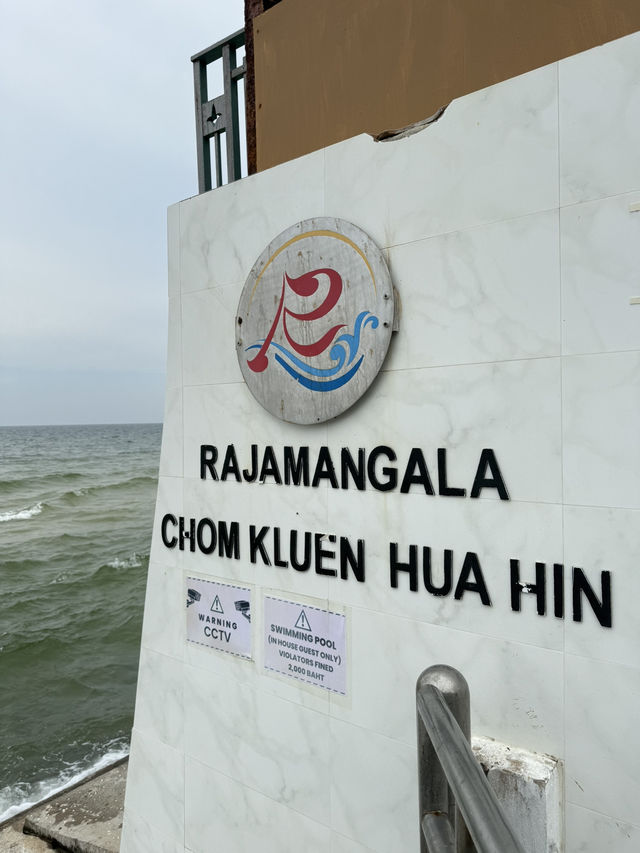 RAJAMANGALA
CHOM KLUEN HUA HIN
WARNING
CCTV
SWIMMING POOL
(IN HOUSE GUEST ONLY)
VIOLATORS FINED
2,000 BAHT